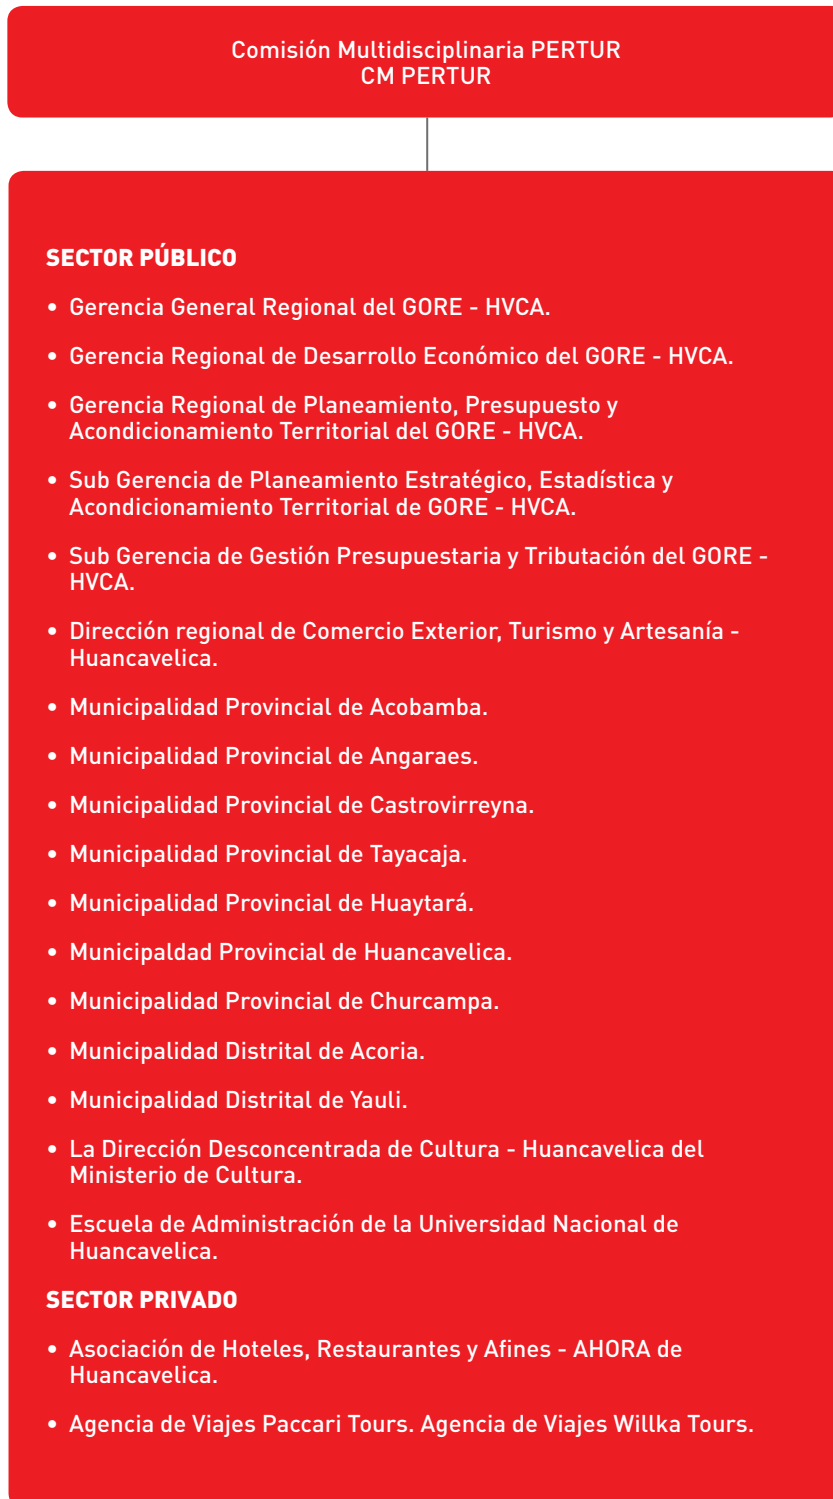 Comisión Multidisciplinaria PERTUR
CM PERTUR
SECTOR PÚBLICO
• Gerencia General Regional del GORE - HVCA.
• Gerencia Regional de Desarrollo Económico del GORE - HVCA.
• Gerencia Regional de Planeamiento, Presupuesto y
Acondicionamiento Territorial del GORE - HVCA.
• Sub Gerencia de Planeamiento Estratégico, Estadística y
Acondicionamiento Territorial de GORE - HVCA.
• Sub Gerencia de Gestión Presupuestaria y Tributación del GORE -
HVCA.
• Dirección regional de Comercio Exterior, Turismo y Artesanía -
Huancavelica.
• Municipalidad Provincial de Acobamba.
• Municipalidad Provincial de Angaraes.
• Municipalidad Provincial de Castrovirreyna.
• Municipalidad Provincial de Tayacaja.
• Municipalidad Provincial de Huaytará.
• Municipaldad Provincial de Huancavelica.
• Municipalidad Provincial de Churcampa.
• Municipalidad Distrital de Acoria.
• Municipalidad Distrital de Yauli.
• La Dirección Desconcentrada de Cultura - Huancavelica del
Ministerio de Cultura.
• Escuela de Administración de la Universidad Nacional de
Huancavelica.
SECTOR PRIVADO
• Asociación de Hoteles, Restaurantes y Afines - AHORA de
Huancavelica.
• Agencia de Viajes Paccari Tours. Agencia de Viajes Willka Tours.